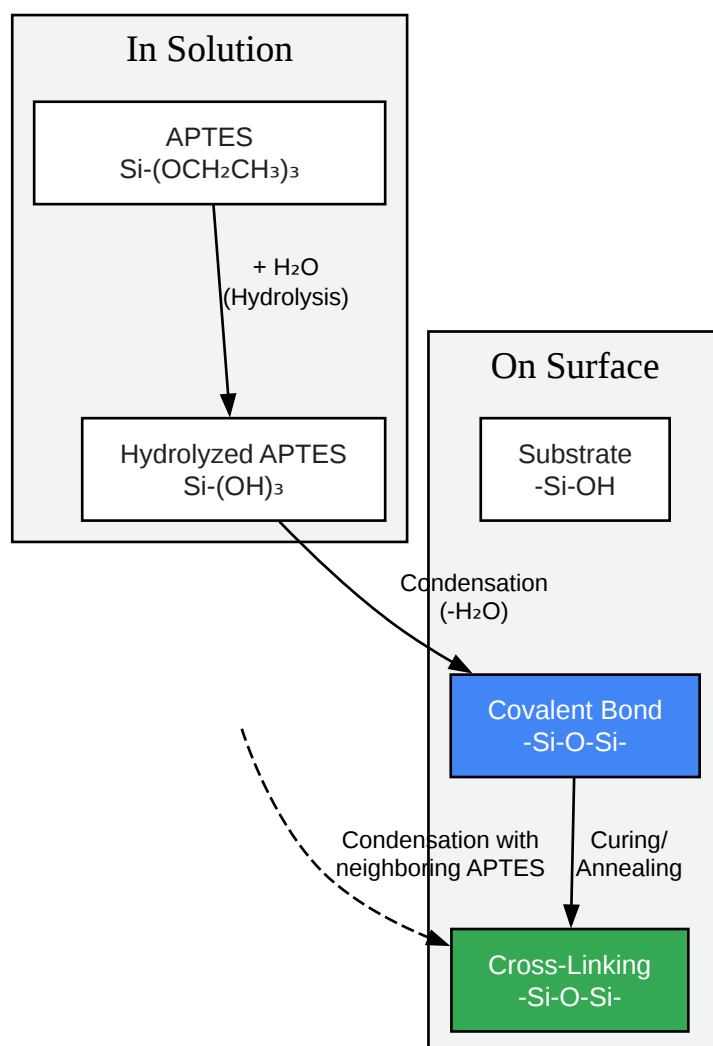 In Solution
APTES
Si-(OCH₂CH₃)₃
+ H₂O
(Hydrolysis)
Hydrolyzed APTES
Si-(OH)₃
On Surface
Substrate
-Si-OH
Condensation
(-H₂O)
Covalent Bond
-Si-O-Si-
Condensation with
neighboring APTES
Curing/
Annealing
Cross-Linking
-Si-O-Si-